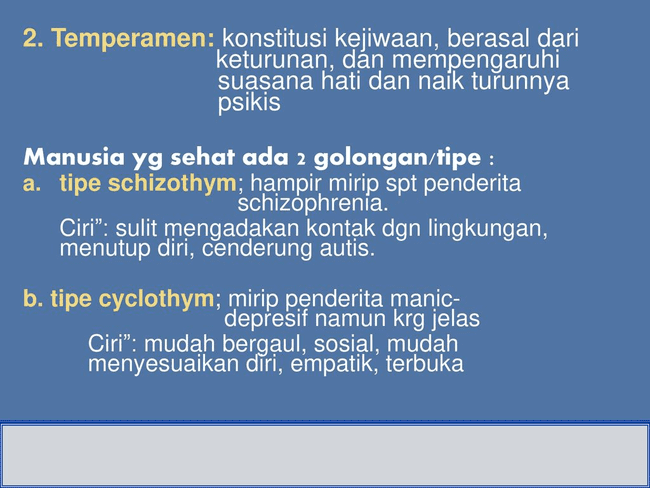 2. Temperamen: konstitusi kejiwaan, berasal dari
keturunan, dan mempengaruhi
suasana hati dan naik turunnya
psikis
Manusia yg sehat ada 2 golongan/tipe :
a. tipe schizothym; hampir mirip spt penderita
schizophrenia.
Ciri”: sulit mengadakan kontak dgn lingkungan,
menutup diri, cenderung autis.
b. tipe cyclothym; mirip penderita manic-
depresif namun krg jelas
Ciri”: mudah bergaul, sosial, mudah
menyesuaikan diri, empatik, terbuka